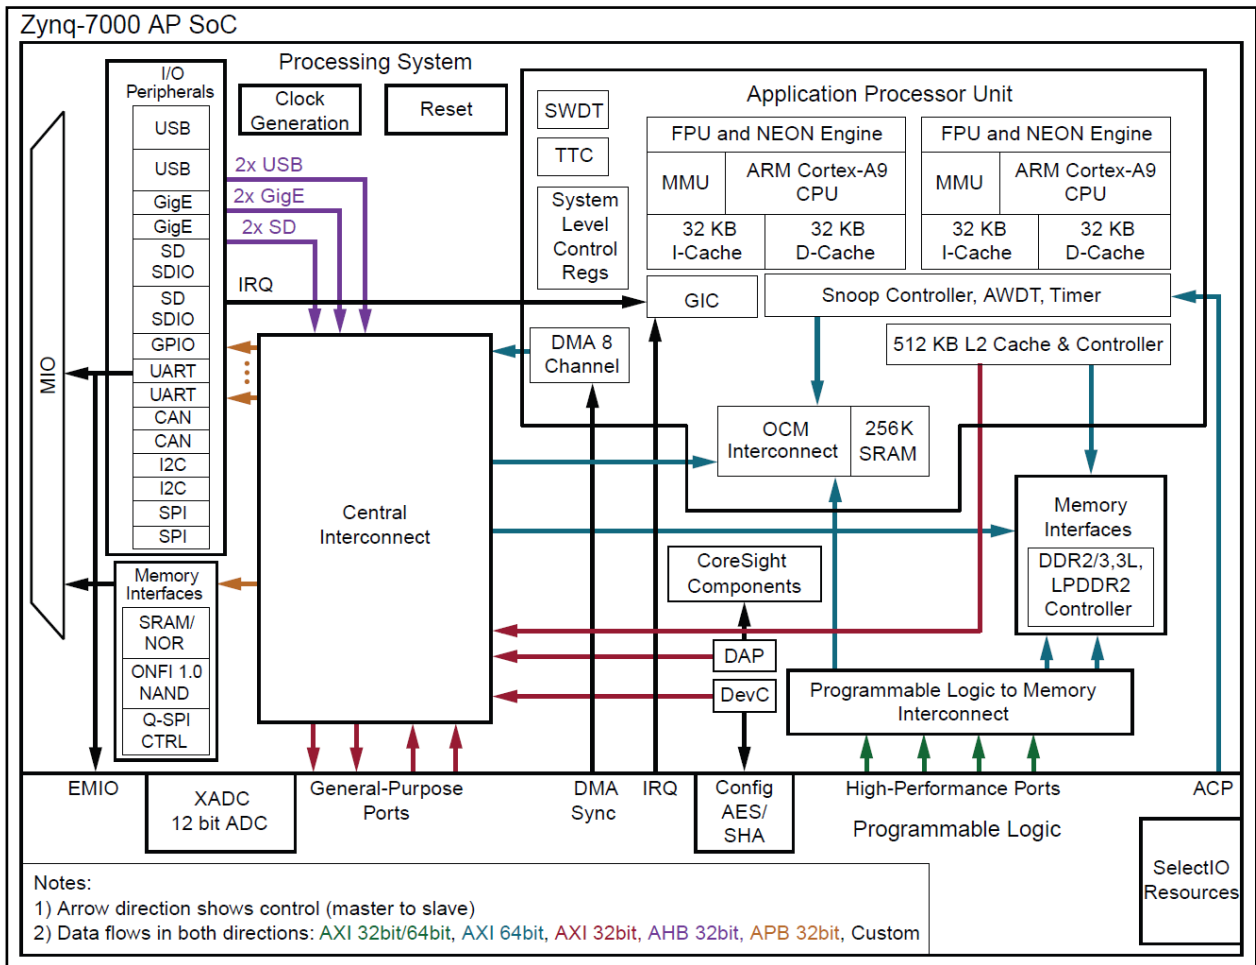 Zynq-7000 AP SoC
Processing System
I/O
Peripherals
USB
USB
GigE
GigE
SD
SDIO
SD
SDIO
GPIO
UART
UART
CAN
CAN
I2C
I2C
SPI
SPI
MIO
Clock
Generation
Reset
2x USB
2x GigE
2x SD
IRQ
Application Processor Unit
SWDT
TTC
System
Level
Control
Regs
FPU and NEON Engine
MMU
ARM Cortex-A9
CPU
32 KB
I-Cache
32 KB
D-Cache
FPU and NEON Engine
MMU
ARM Cortex-A9
CPU
32 KB
I-Cache
32 KB
D-Cache
GIC
Snoop Controller, AWDT, Timer
DMA 8
Channel
512 KB L2 Cache & Controller
OCM
Interconnect
256K
SRAM
Central
Interconnect
Memory
Interfaces
DDR2/3,3L,
LPDDR2
Controller
CoreSight
Components
DAP
DevC
Programmable Logic to Memory
Interconnect
Memory
Interfaces
SRAM/
NOR
ONFI 1.0
NAND
Q-SPI
CTRL
EMIO
XADC
12 bit ADC
General-Purpose
Ports
DMA
Sync
IRQ
Config
AES/
SHA
High-Performance Ports
ACP
Programmable Logic
SelectIO
Resources
Notes:
1) Arrow direction shows control (master to slave)
2) Data flows in both directions: AXI 32bit/64bit, AXI 64bit, AXI 32bit, AHB 32bit, APB 32bit, Custom